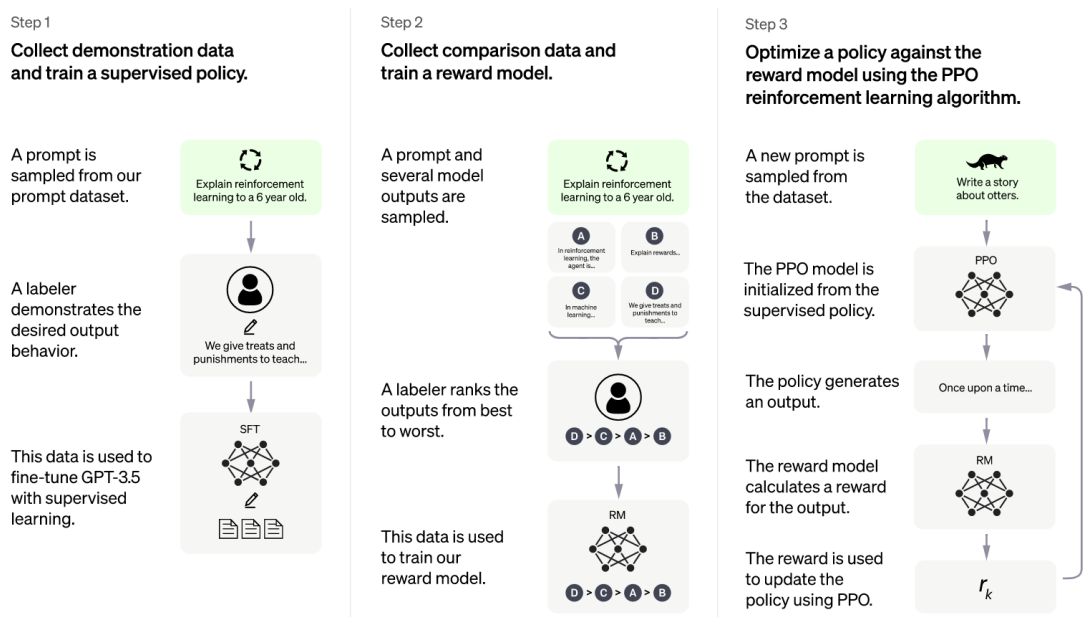 Step 1
Collect demonstration data
and train a supervised policy.
A prompt is
sampled from our
prompt dataset.
Explain reinforcement
learning to a 6 year old.
A labeler
demonstrates the
desired output
behavior.
We give treats and
punishments to teach...
This data is used to
fine-tune GPT-3.5
with supervised
learning.
SFT
Step 2
Collect comparison data and
train a reward model.
A prompt and
several model
outputs are
sampled.
Explain reinforcement
learning to a 6 year old.
A
In reinforcement
learning, the
agent is...
B
Explain rewards...
C
In machine
learning...
D
We give treats and
punishments to
teach...
A labeler ranks the
outputs from best
to worst.
D > C > A > B
This data is used
to train our
reward model.
RM
D > C > A > B
Step 3
Optimize a policy against the
reward model using the PPO
reinforcement learning algorithm.
A new prompt is
sampled from
the dataset.
Write a story
about otters.
The PPO model is
initialized from the
supervised policy.
PPO
The policy generates
an output.
Once upon a time...
The reward model
calculates a reward
for the output.
RM
The reward is used
to update the
policy using PPO.
rₖ